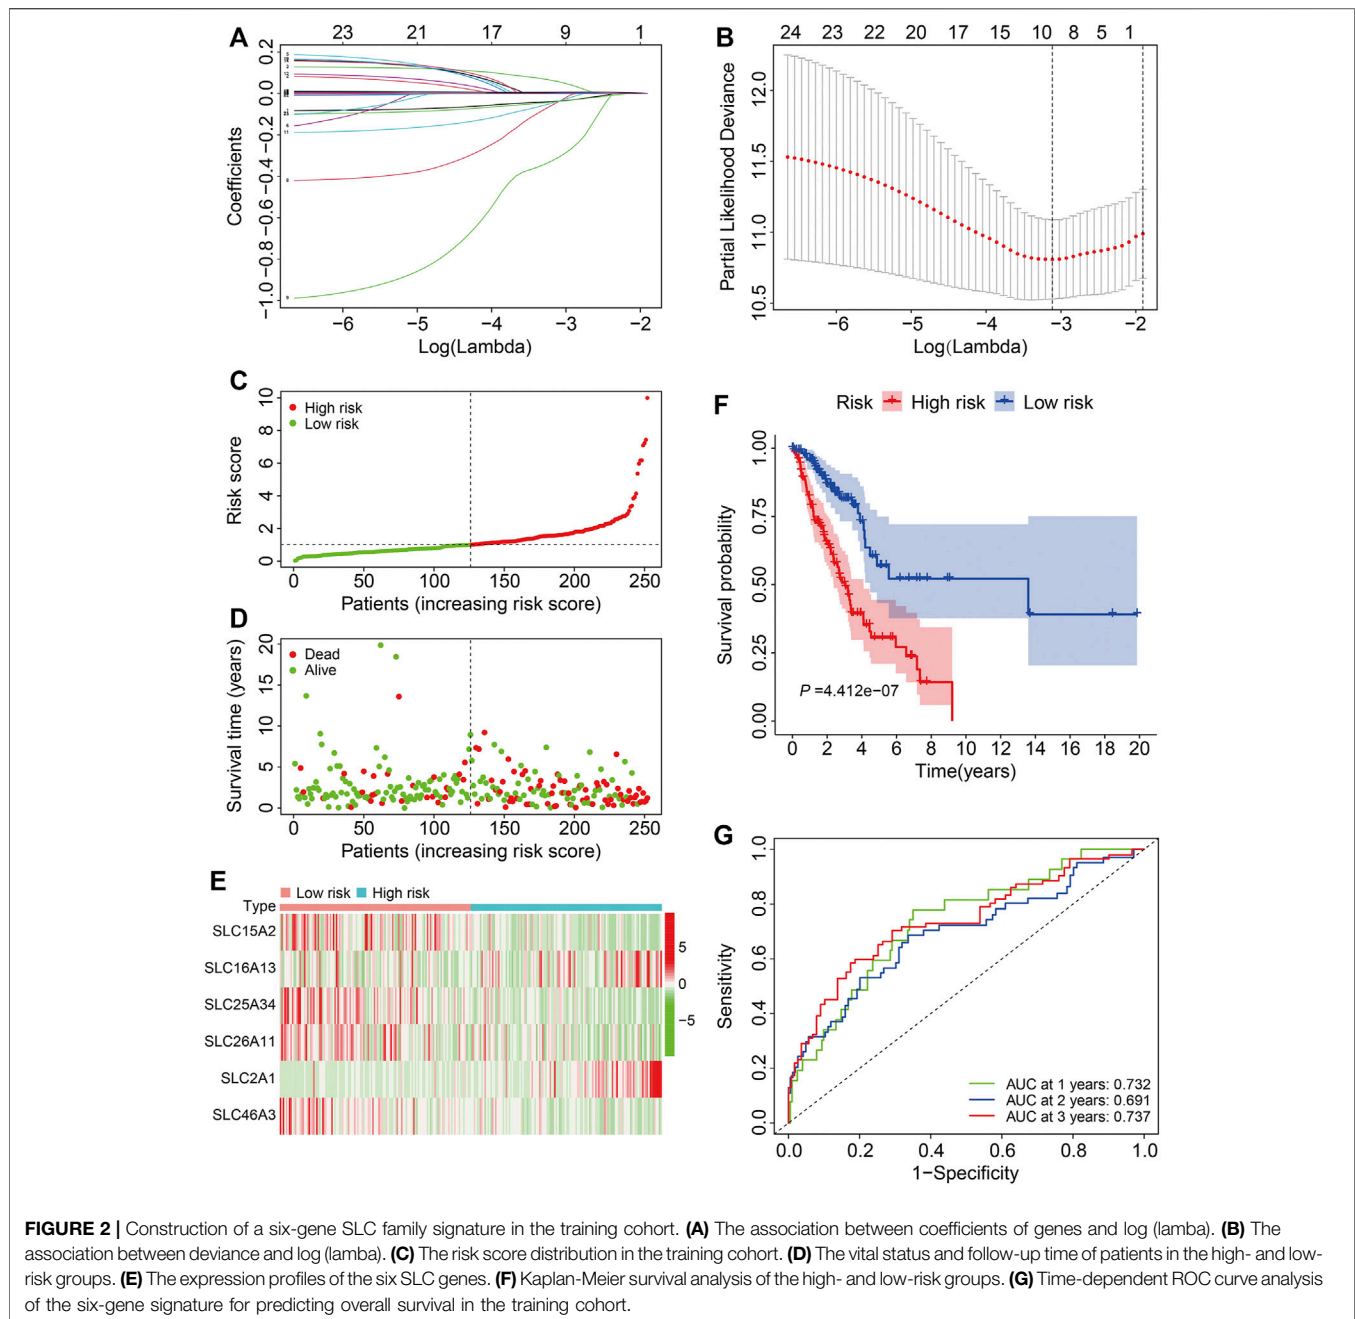 A
23 21 17 9 1
0.2
0.0
−0.2
−0.4
−0.6
−0.8
−1.0
Coefficients
−6 −5 −4 −3 −2
Log(Lambda)
B
24 23 22 20 17 15 10 8 5 1
12.0
11.5
11.0
10.5
Partial Likelihood Deviance
−6 −5 −4 −3 −2
Log(Lambda)
C
High risk
Low risk
10
8
6
4
2
0
Risk score
0 50 100 150 200 250
Patients (increasing risk score)
D
Dead
Alive
20
15
10
5
0
Survival time (years)
0 50 100 150 200 250
Patients (increasing risk score)
E
Low risk High risk
Type
SLC15A2
SLC16A13
SLC25A34
SLC26A11
SLC2A1
SLC46A3
5
0
−5
F
Risk High risk Low risk
1.00
0.75
0.50
0.25
0.00
Survival probability
P =4.412e−07
0 2 4 6 8 10 12 14 16 18 20
Time(years)
G
1.0
0.8
0.6
0.4
0.2
0.0
Sensitivity
AUC at 1 years: 0.732
AUC at 2 years: 0.691
AUC at 3 years: 0.737
0.0 0.2 0.4 0.6 0.8 1.0
1−Specificity
FIGURE 2 | Construction of a six-gene SLC family signature in the training cohort. (A) The association between coefficients of genes and log (lamba). (B) The
association between deviance and log (lamba). (C) The risk score distribution in the training cohort. (D) The vital status and follow-up time of patients in the high- and low-
risk groups. (E) The expression profiles of the six SLC genes. (F) Kaplan-Meier survival analysis of the high- and low-risk groups. (G) Time-dependent ROC curve analysis
of the six-gene signature for predicting overall survival in the training cohort.